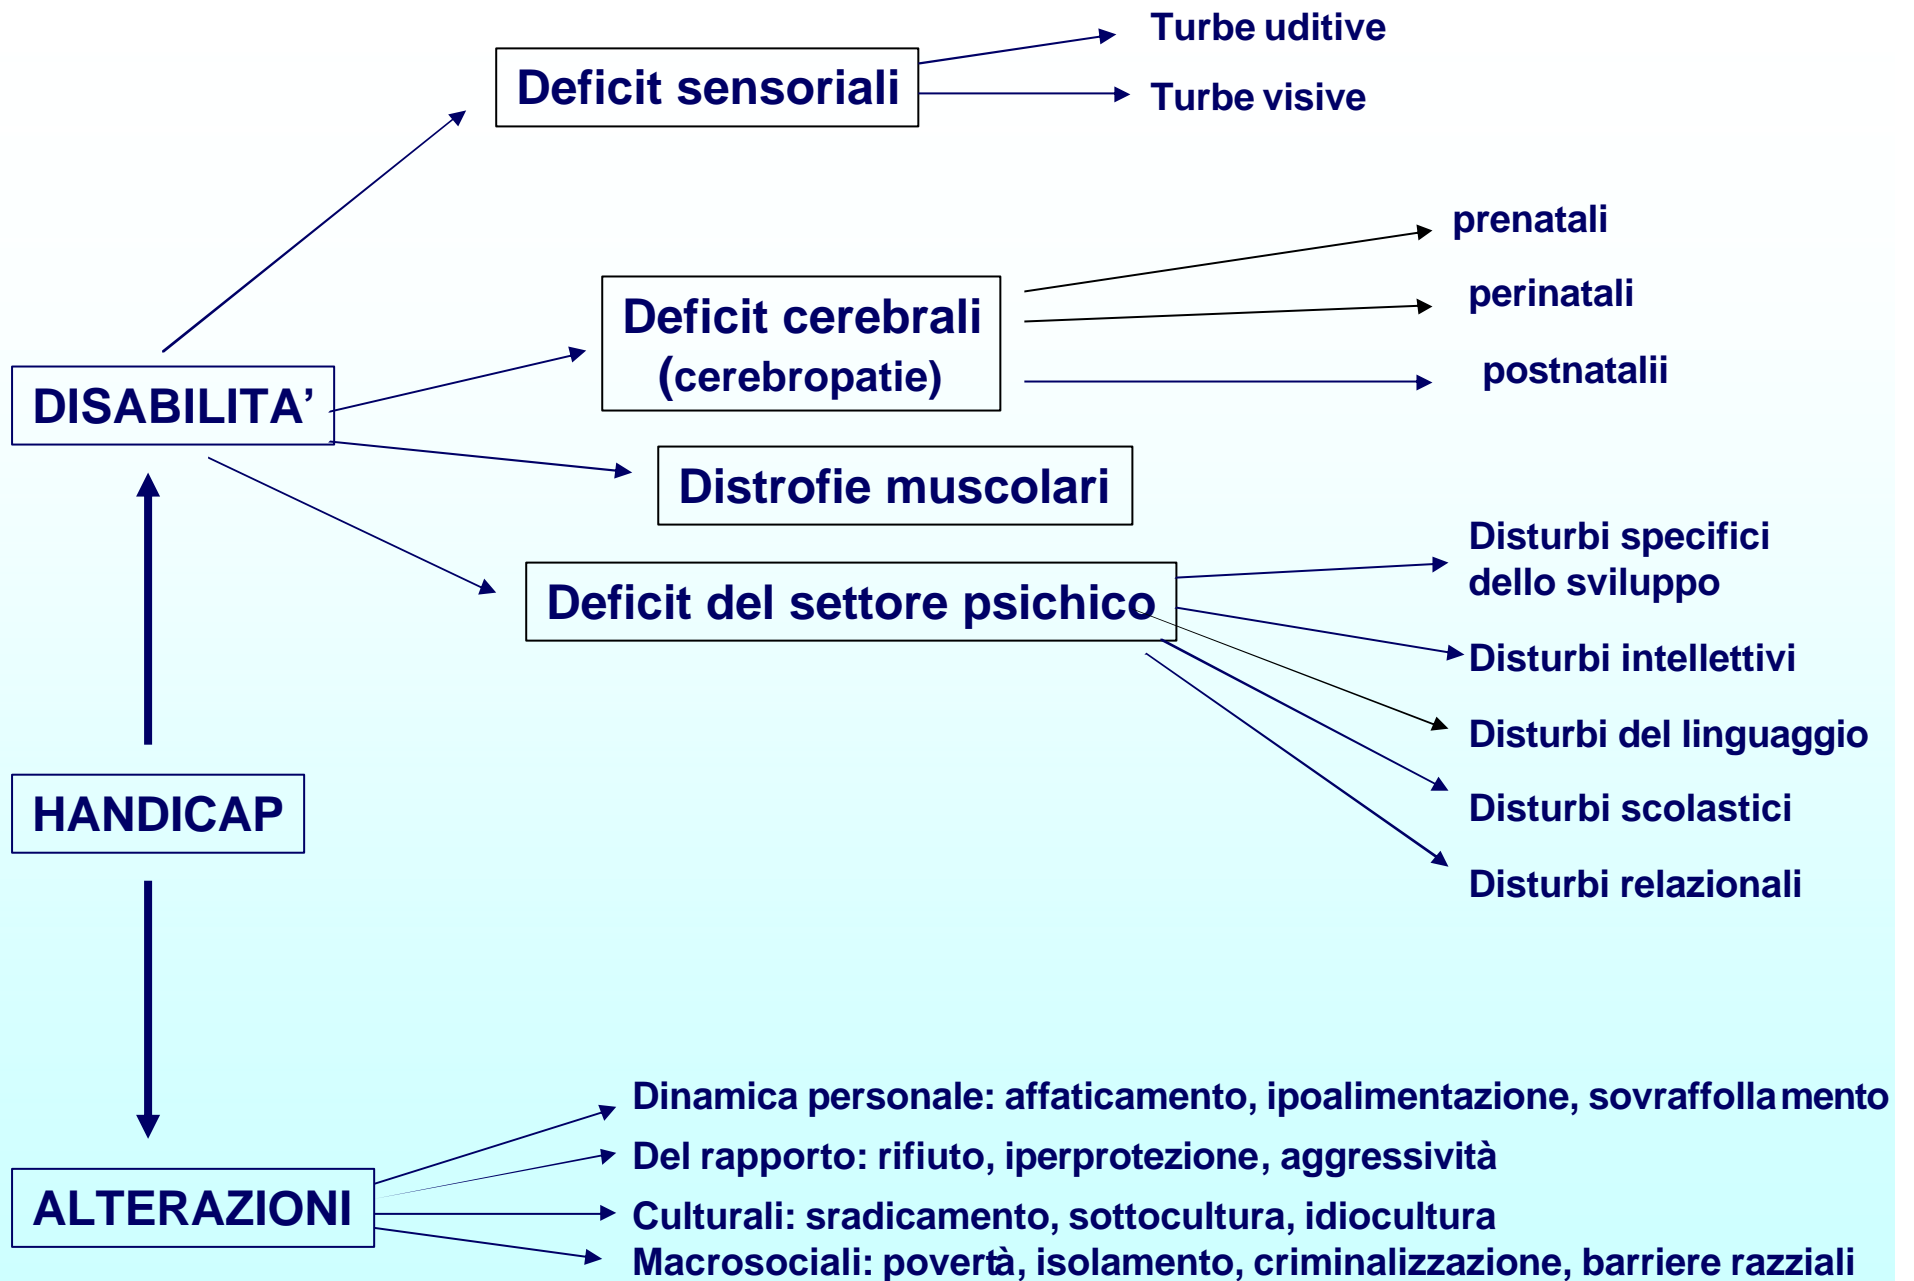 Turbe uditive
Deficit sensoriali
Turbe visive
prenatali
perinatali
Deficit cerebrali
(cerebropatie)
postnatalii
DISABILITA’
Distrofie muscolari
Disturbi specifici
dello sviluppo
Deficit del settore psichico
Disturbi intellettivi
Disturbi del linguaggio
HANDICAP
Disturbi scolastici
Disturbi relazionali
Dinamica personale: affaticamento, ipoalimentazione, sovraffollamento
Del rapporto: rifiuto, iperprotezione, aggressività
ALTERAZIONI
Culturali: sradicamento, sottocultura, idiocultura
Macrosociali: povertà, isolamento, criminalizzazione, barriere razziali